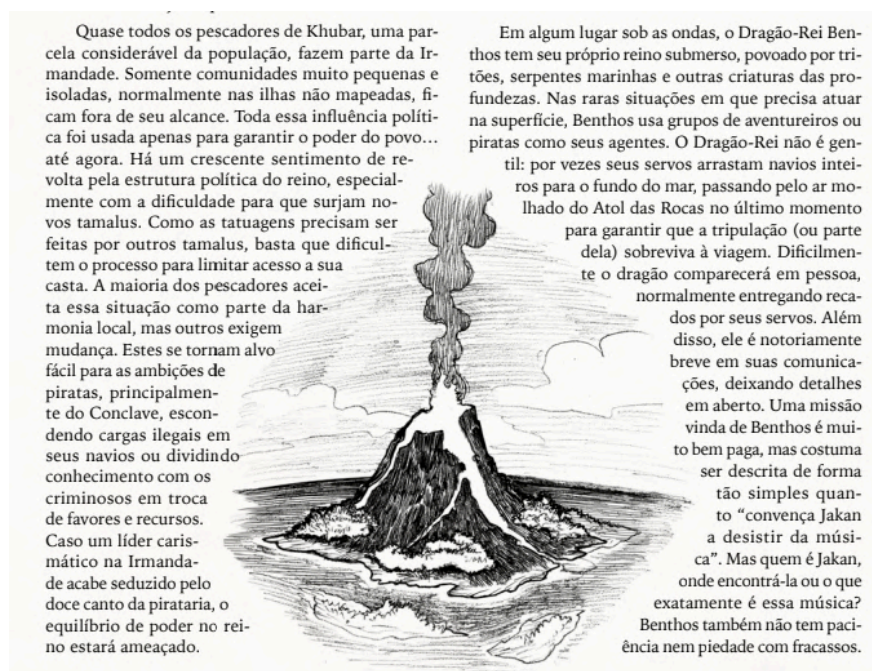 Quase todos os pescadores de Khubar, uma par-
cela considerável da população, fazem parte da Ir-
mandade. Somente comunidades muito pequenas e
isoladas, normalmente nas ilhas não mapeadas, fi-
cam fora de seu alcance. Toda essa influência políti-
ca foi usada apenas para garantir o poder do povo...
até agora. Há um crescente sentimento de re-
volta pela estrutura política do reino, especial-
mente com a dificuldade para que surjam no-
vos tamalus. Como as tatuagens precisam ser
feitas por outros tamalus, basta que dificul-
tem o processo para limitar acesso a sua
casta. A maioria dos pescadores acei-
ta essa situação como parte da har-
monia local, mas outros exigem
mudança. Estes se tornam alvo
fácil para as ambições de
piratas, principalmen-
te do Conclave, escon-
dendo cargas ilegais em
seus navios ou dividindo
conhecimento com os
criminosos em troca
de favores e recursos.
Caso um líder caris-
mático na Irmanda-
de acabe seduzido pelo
doce canto da pirataria, o
equilíbrio de poder no rei-
no estará ameaçado.
Em algum lugar sob as ondas, o Dragão-Rei Ben-
thos tem seu próprio reino submerso, povoado por tri-
tões, serpentes marinhas e outras criaturas das pro-
fundezas. Nas raras situações em que precisa atuar
na superfície, Benthos usa grupos de aventureiros ou
piratas como seus agentes. O Dragão-Rei não é gen-
til: por vezes seus servos arrastam navios intei-
ros para o fundo do mar, passando pelo ar mo-
lhado do Atol das Rocas no último momento
para garantir que a tripulação (ou parte
dela) sobreviva à viagem. Dificilmen-
te o dragão comparecerá em pessoa,
normalmente entregando reca-
dos por seus servos. Além
disso, ele é notoriamente
breve em suas comunica-
ções, deixando detalhes
em aberto. Uma missão
vinda de Benthos é mui-
to bem paga, mas costuma
ser descrita de forma
tão simples quan-
to “convença Jakan
a desistir da músi-
ca”. Mas quem é Jakan,
onde encontrá-la ou o que
exatamente é essa música?
Benthos também não tem paci-
ência nem piedade com fracassos.